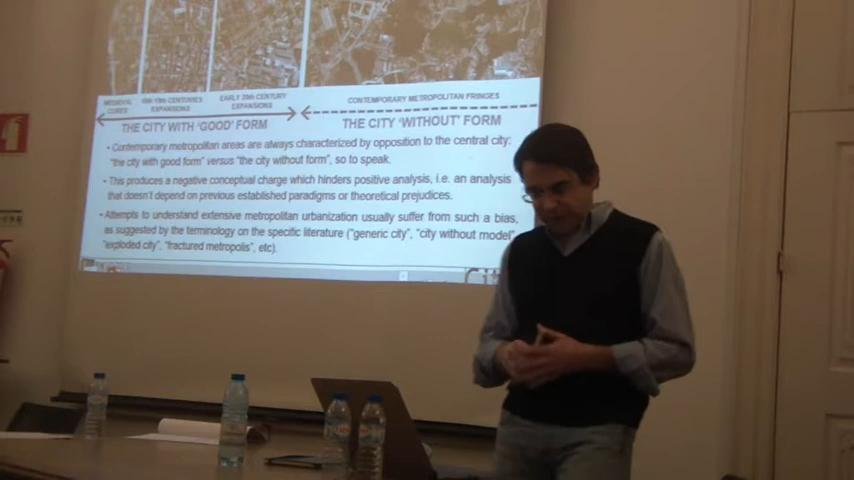 MEDIEVAL 18th-19th CENTURIES EARLY 20th CENTURY CONTEMPORARY METROPOLITAN FRINGES
CORES EXPANSIONS EXPANSIONS
THE CITY WITH 'GOOD' FORM THE CITY 'WITHOUT' FORM
• Contemporary metropolitan areas are always characterized by opposition to the central city:
"the city with good form" versus "the city without form", so to speak.
• This produces a negative conceptual charge which hinders positive analysis, i.e. an analysis
that doesn't depend on previous established paradigms or theoretical prejudices.
• Attempts to understand extensive metropolitan urbanization usually suffer from such a bias,
as suggested by the terminology on the specific literature ("generic city", "city without model"
"exploded city", "fractured metropolis", etc).